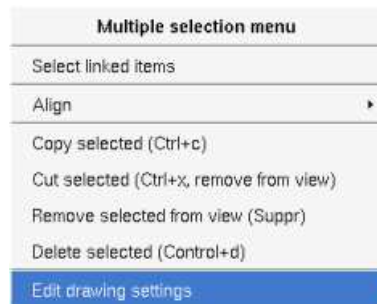 Multiple selection menu
Select linked items
Align
Copy selected (Ctrl+c)
Cut selected (Ctrl+x, remove from view)
Remove selected from view (Suppr)
Delete selected (Control+d)
Edit drawing settings